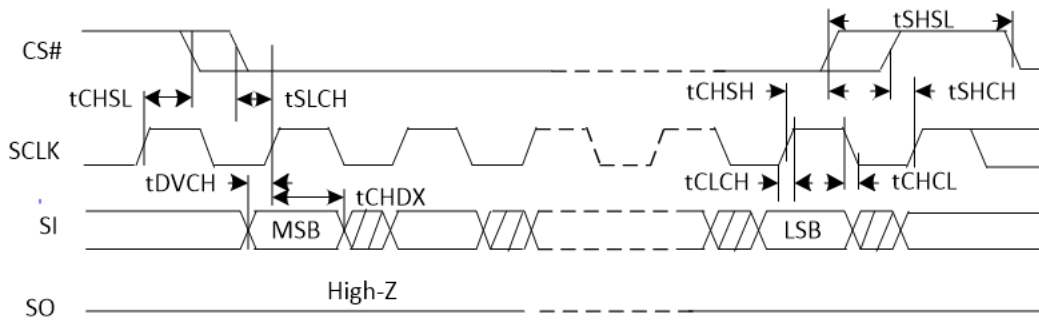 tSHSL
CS#
tCHSL
tSLCH
tCHSH
tSHCH
SCLK
tDVCH
tCHDX
tCLCH
tCHCL
SI
MSB
LSB
High-Z
SO